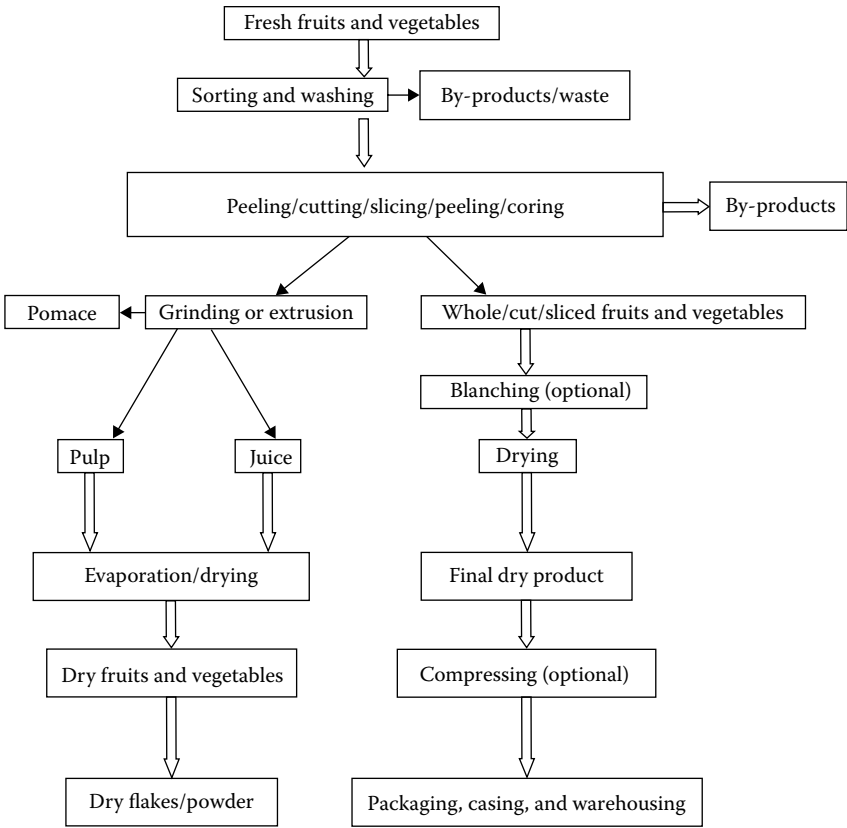 Fresh fruits and vegetables
Sorting and washing
By-products/waste
Peeling/cutting/slicing/peeling/coring
By-products
Pomace
Grinding or extrusion
Whole/cut/sliced fruits and vegetables
Blanching (optional)
Pulp
Juice
Drying
Evaporation/drying
Final dry product
Dry fruits and vegetables
Compressing (optional)
Dry flakes/powder
Packaging, casing, and warehousing